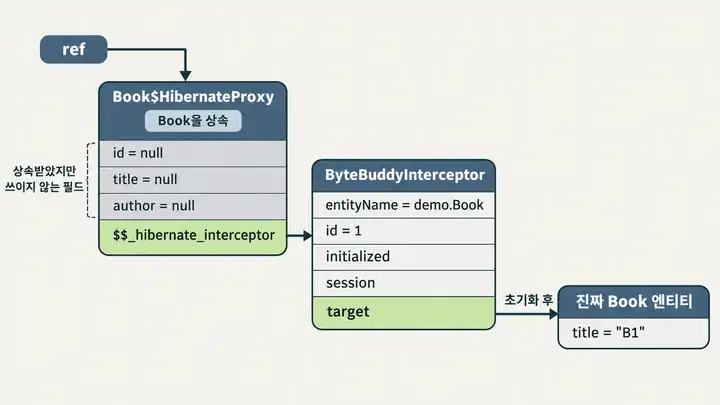 ref
Book$HibernateProxy
Book을 상속
상속받았지만
쓰이지 않는 필드
id = null
title = null
author = null
$$_hibernate_interceptor
ByteBuddyInterceptor
entityName = demo.Book
id = 1
initialized
session
target
초기화 후
진짜 Book 엔티티
title = "B1"